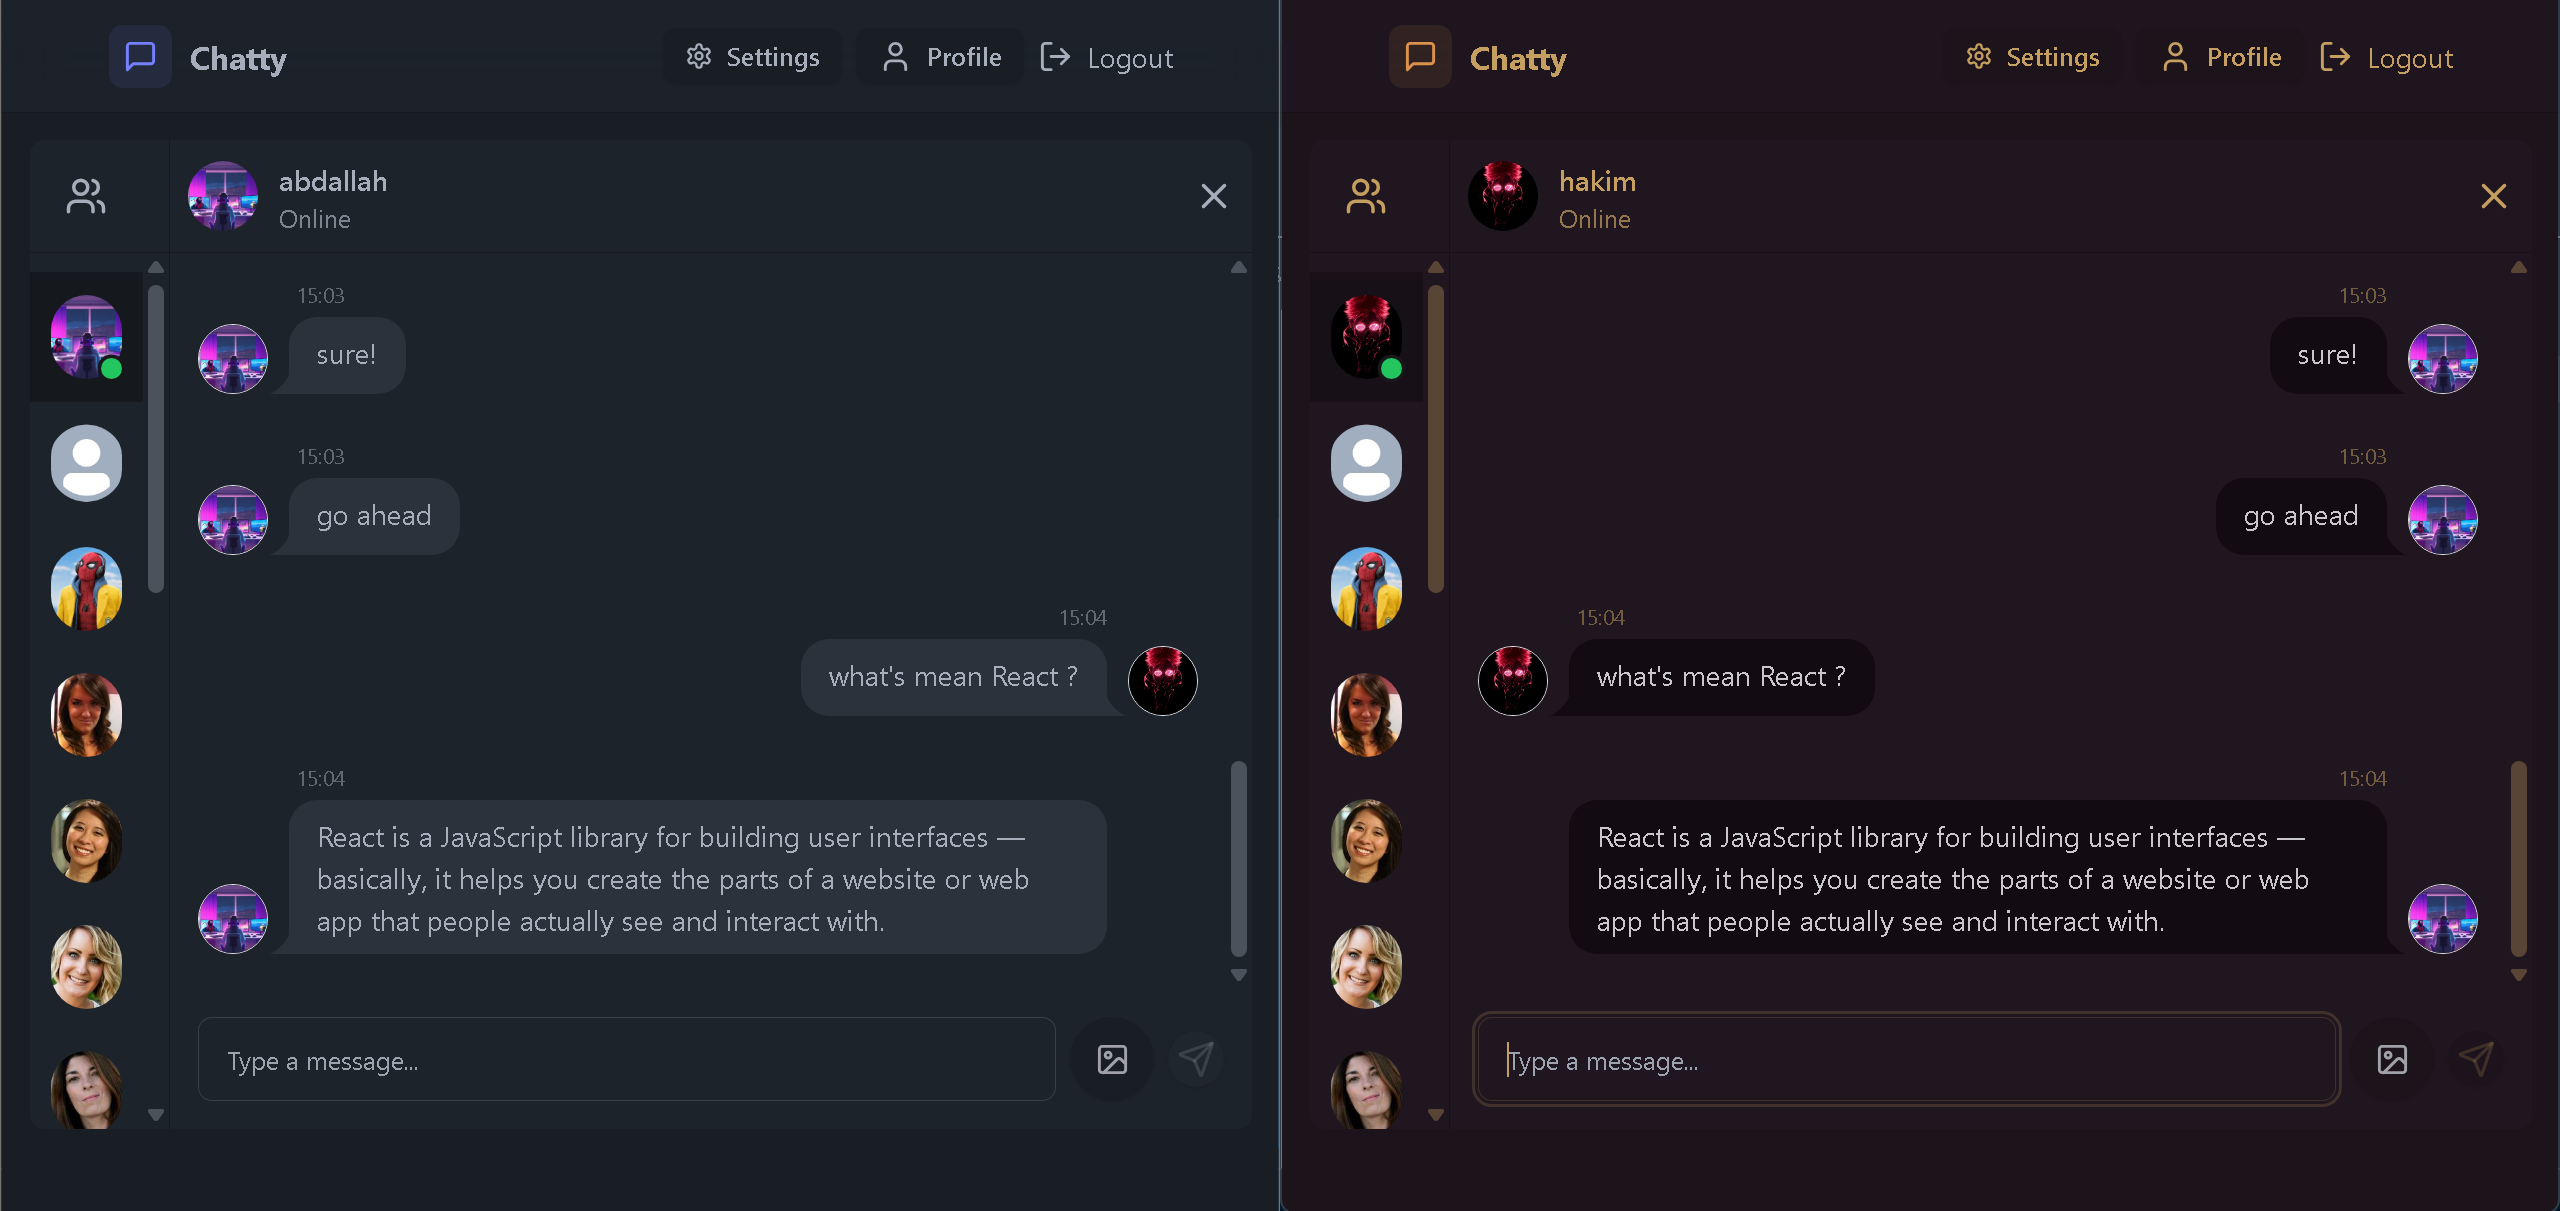 Chatty
Settings
Profile
Logout
abdallah
Online
15:03
sure!
15:03
go ahead
15:04
what's mean React ?
15:04
React is a JavaScript library for building user interfaces —
basically, it helps you create the parts of a website or web
app that people actually see and interact with.
Type a message...
Chatty
Settings
Profile
Logout
hakim
Online
15:03
sure!
15:03
go ahead
15:04
what's mean React ?
15:04
React is a JavaScript library for building user interfaces —
basically, it helps you create the parts of a website or web
app that people actually see and interact with.
Type a message...